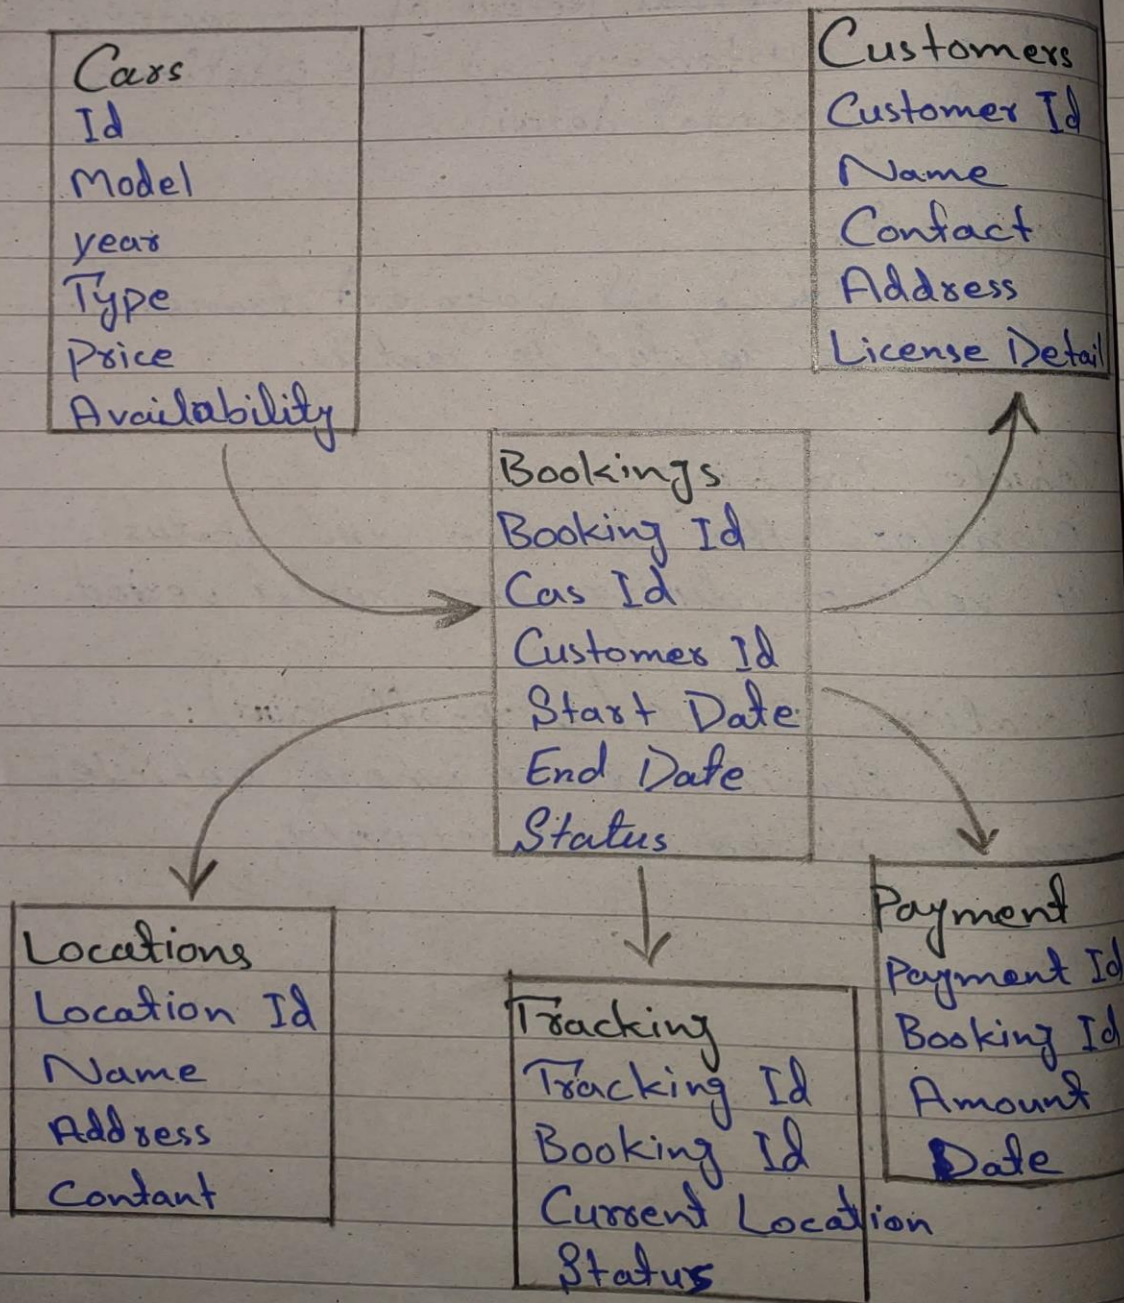 Cars
Id
Model
year
Type
Price
Availability
Customers
Customer Id
Name
Contact
Address
License Detail
Bookings
Booking Id
Cas Id
Customer Id
Start Date
End Date
Status
Locations
Location Id
Name
Address
Contant
Tracking
Tracking Id
Booking Id
Current Location
Status
Payment
Payment Id
Booking Id
Amount
Date